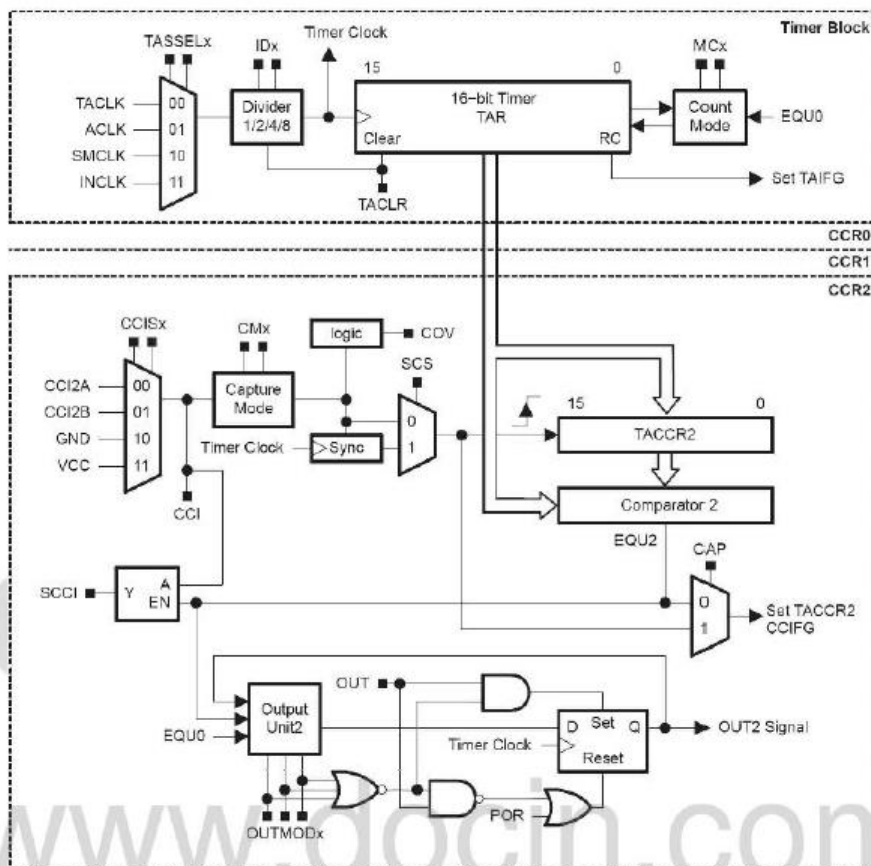 Timer Block
TASSELx
IDx
Timer Clock
MCx
15
0
TACLK
00
ACLK
01
SMCLK
10
INCLK
11
Divider
1/2/4/8
16-bit Timer
TAR
Clear
RC
Count
Mode
EQU0
Set TAIFG
TACLR
CCR0
CCR1
CCR2
CCISx
CMx
logic
COV
SCS
CCI2A
00
CCI2B
01
GND
10
VCC
11
Capture
Mode
0
1
Timer Clock
Sync
15
0
TACCR2
CCI
Comparator 2
EQU2
CAP
SCCI
Y
A
EN
0
1
Set TACCR2
CCIFG
OUT
Output
Unit2
EQU0
D
Set
Q
Timer Clock
Reset
OUT2 Signal
POR
OUTMODx
www.docin.com